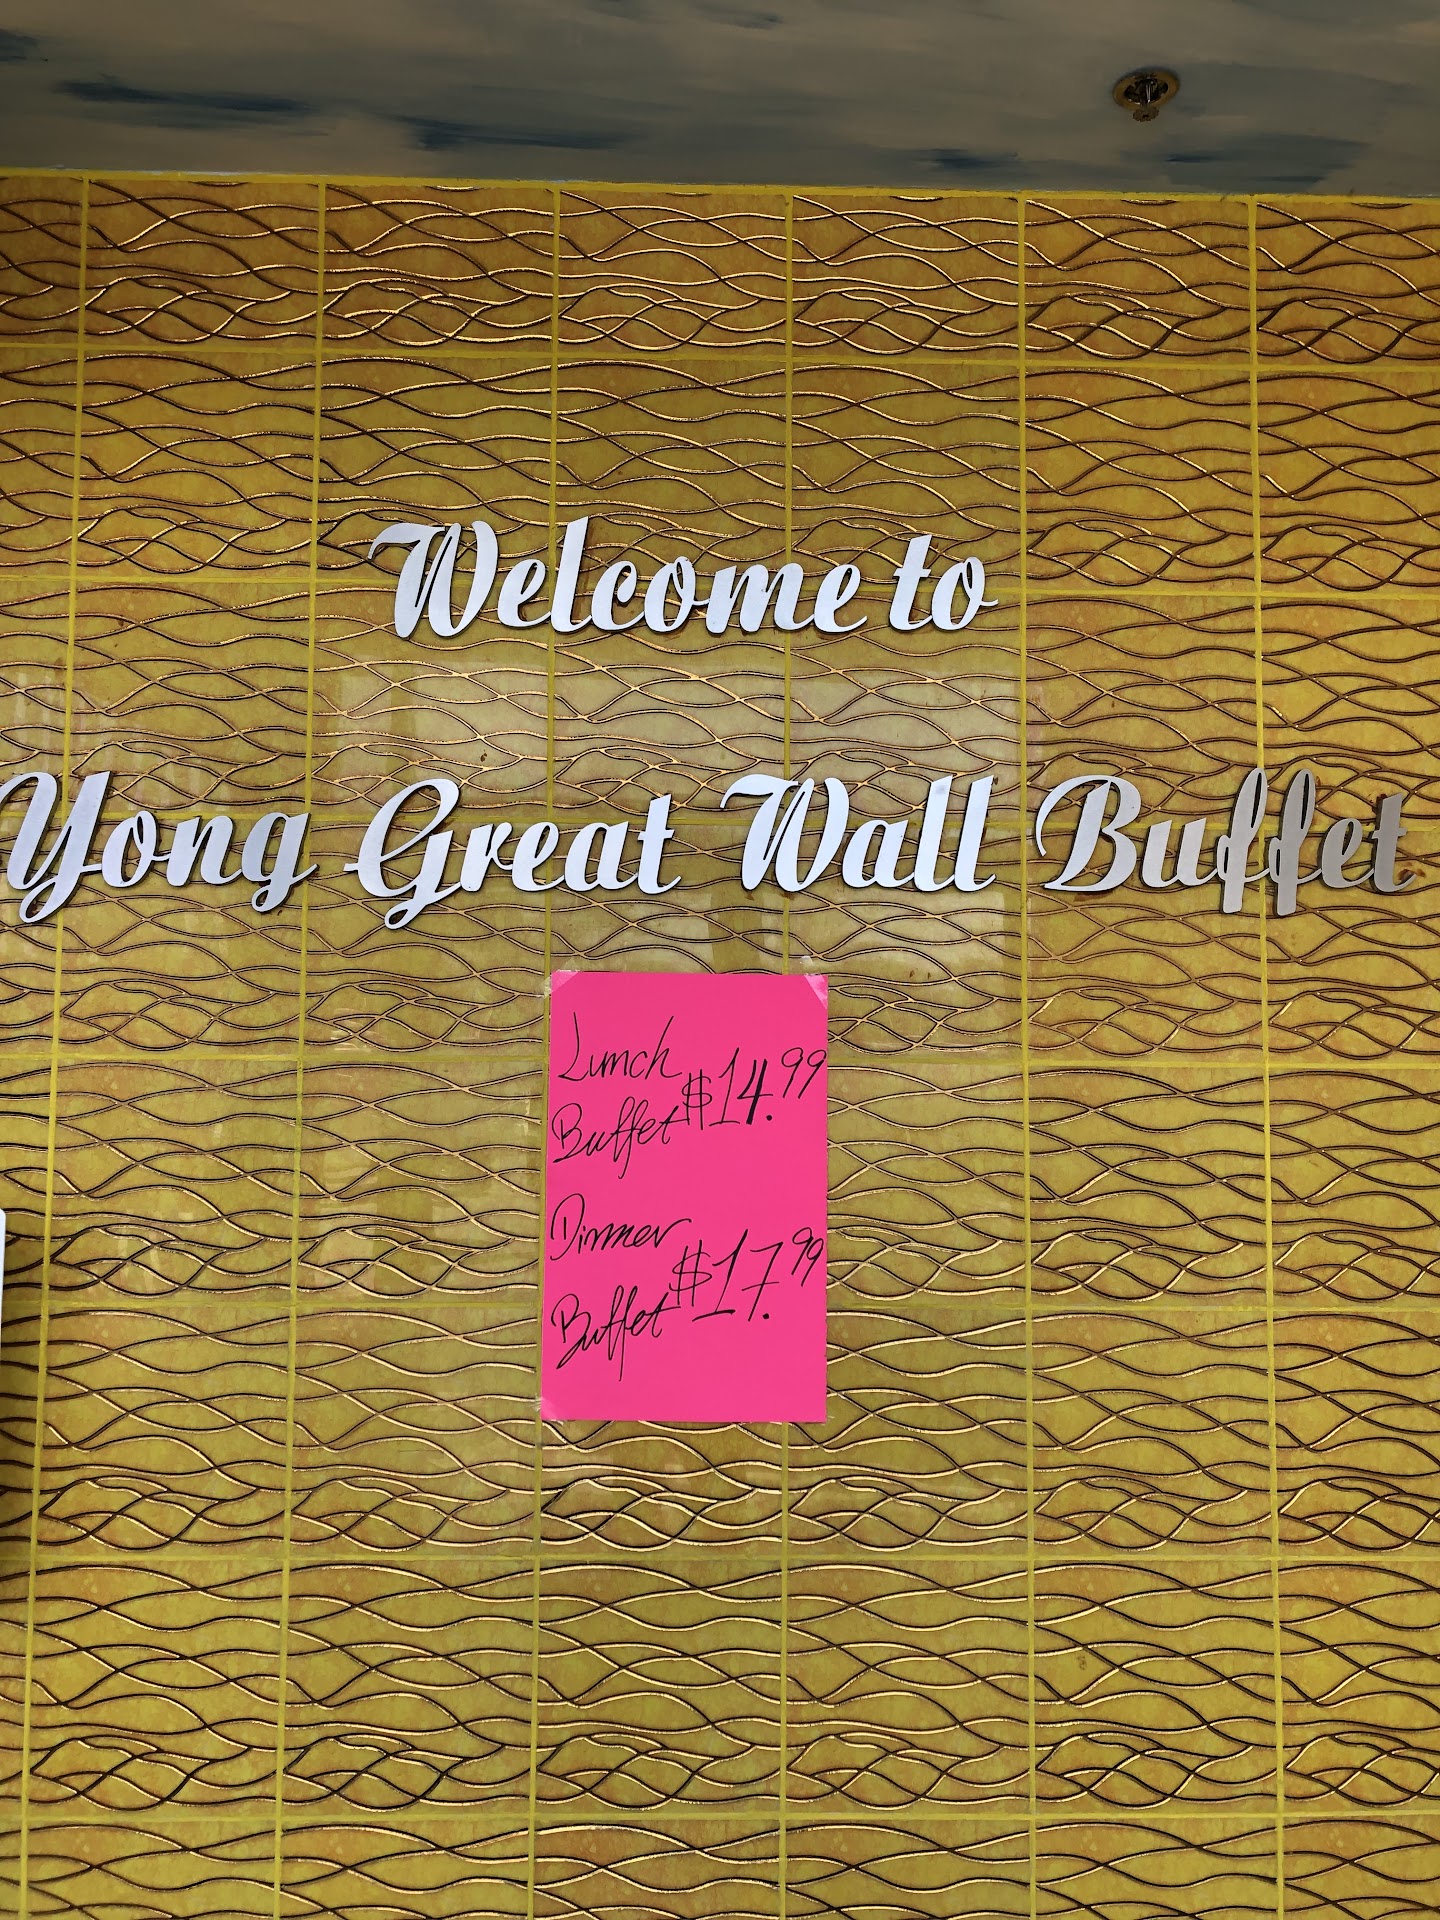 Welcome to
Yong Great Wall Buffet
Lunch
Buffet $14.99
Dinner
Buffet $17.99